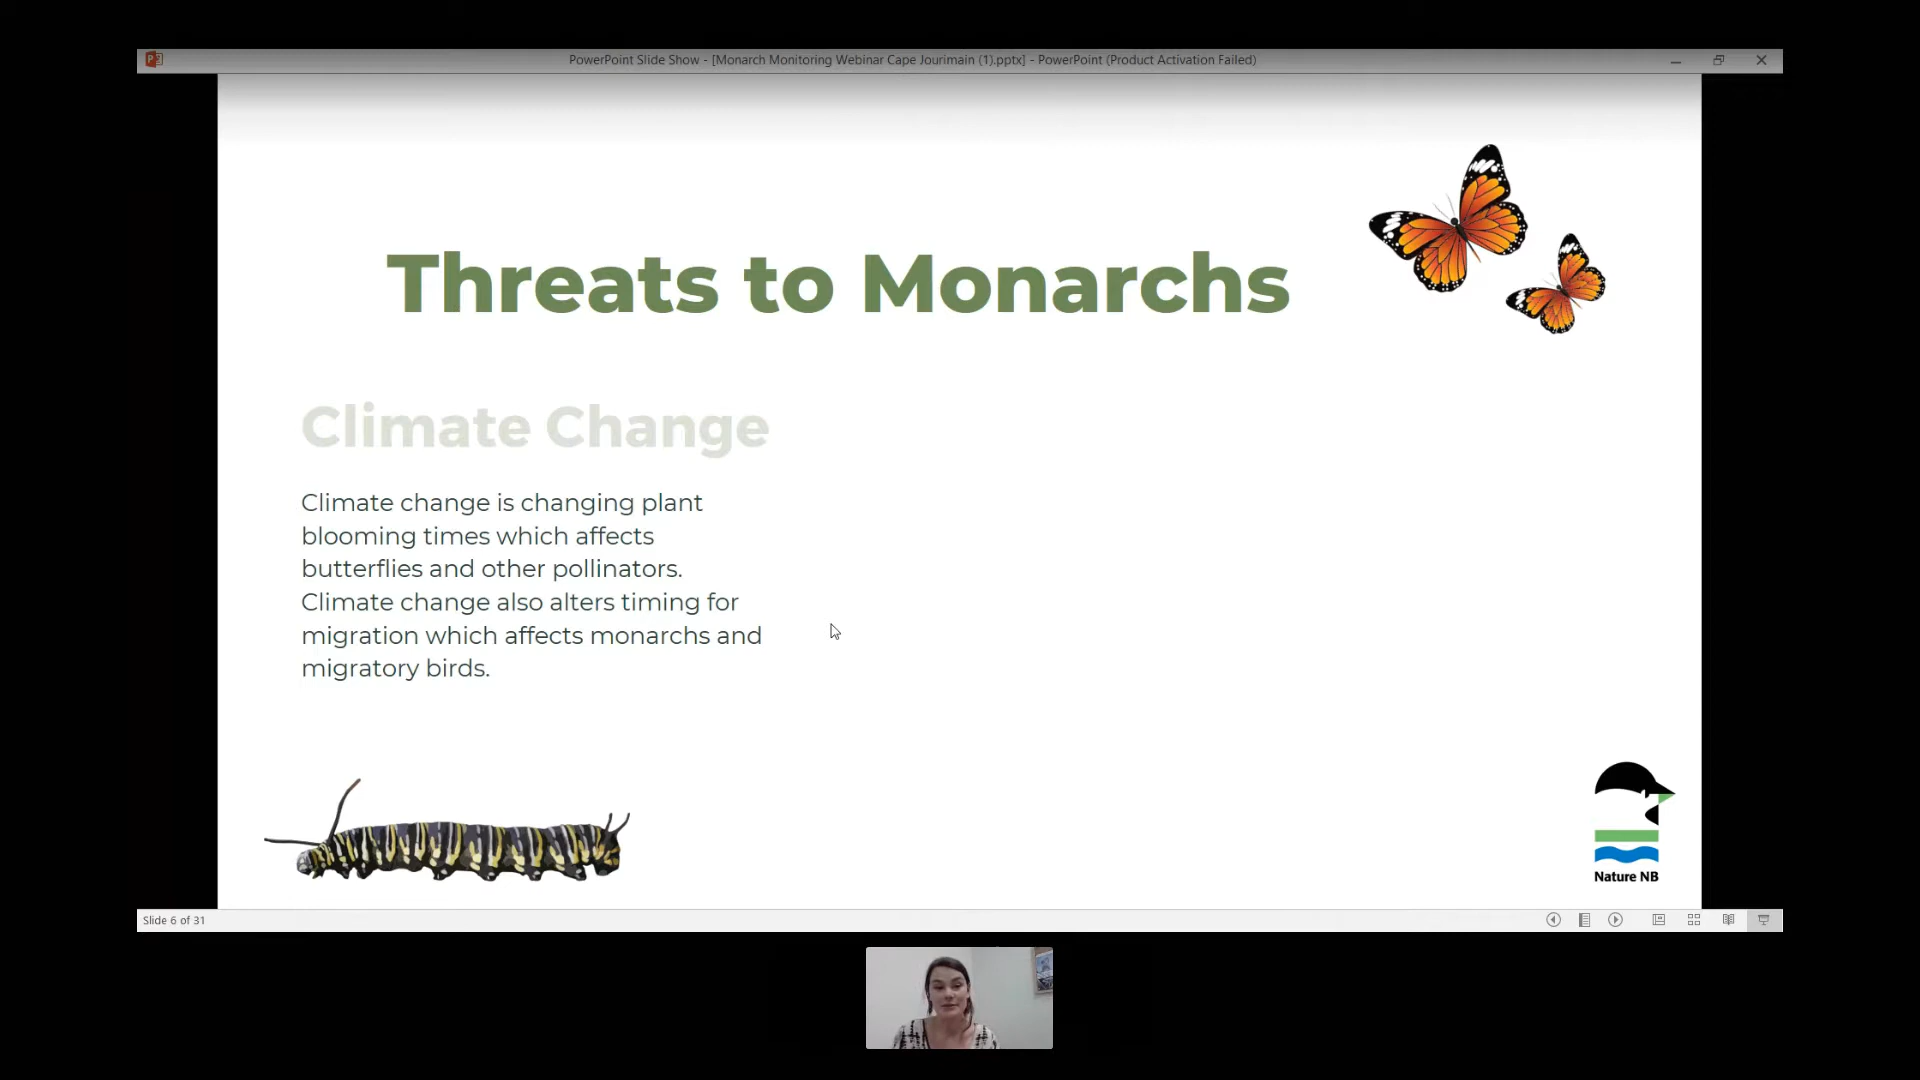 PowerPoint Slide Show - [Monarch Monitoring Webinar Cape Jourimain (1).pptx] - PowerPoint (Product Activation Failed)
Threats to Monarchs
Climate Change
Climate change is changing plant
blooming times which affects
butterflies and other pollinators.
Climate change also alters timing for
migration which affects monarchs and
migratory birds.
Nature NB
Slide 6 of 31